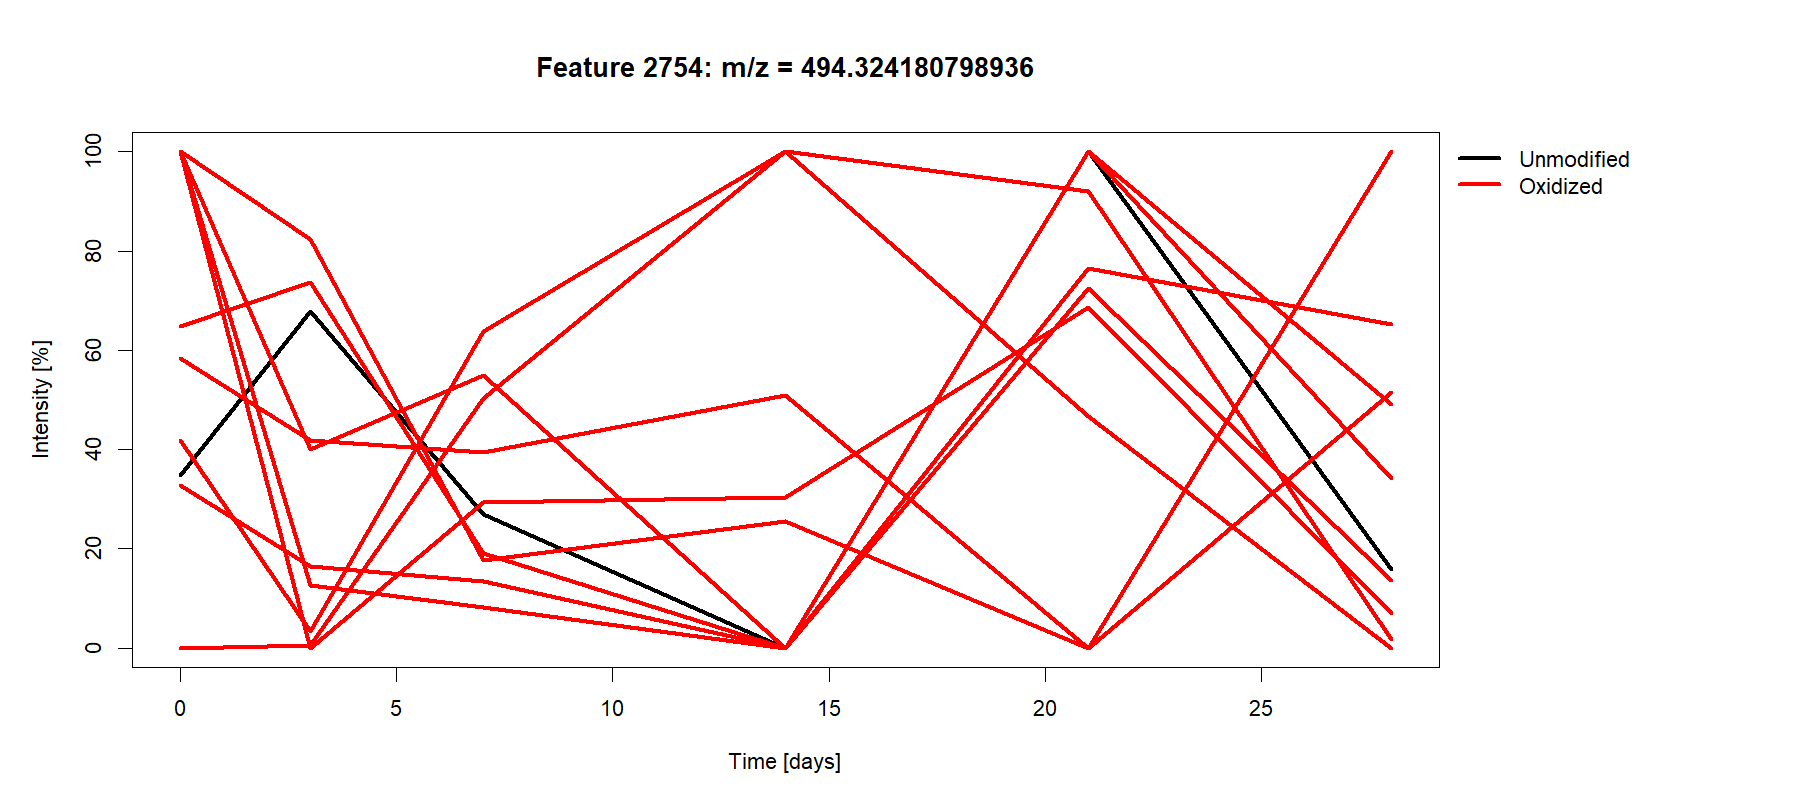 Feature 2754: m/z = 494.324180798936
Unmodified
Oxidized
Intensity [%]
100
80
60
40
20
0
0 5 10 15 20 25
Time [days]